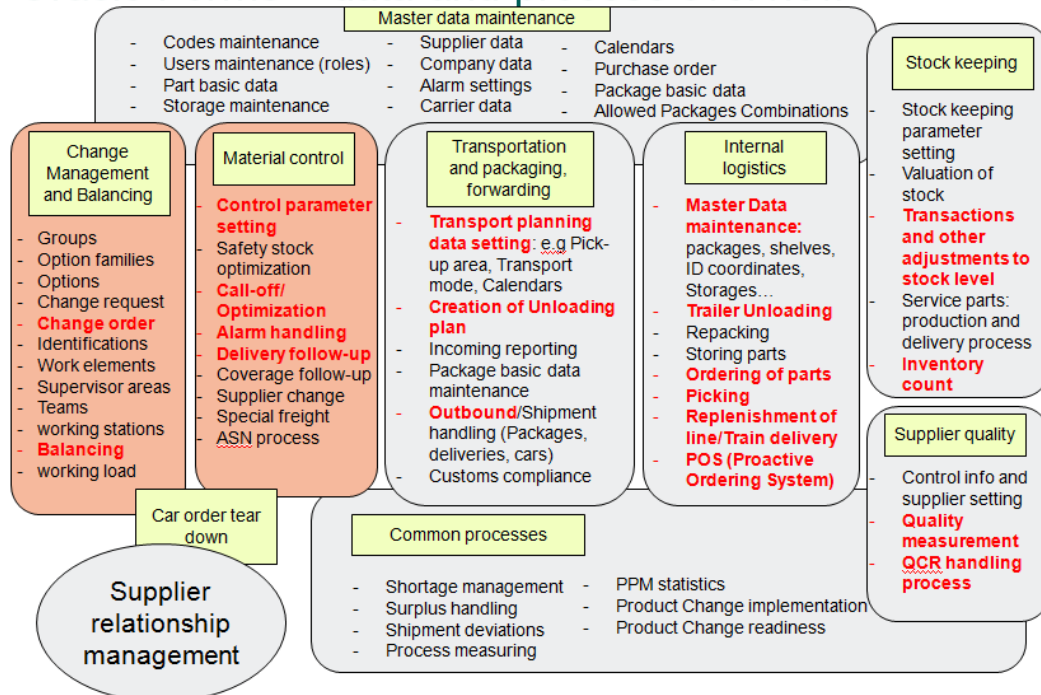 Master data maintenance
- Codes maintenance
- Users maintenance (roles)
- Part basic data
- Storage maintenance
- Supplier data
- Company data
- Alarm settings
- Carrier data
- Calendars
- Purchase order
- Package basic data
- Allowed Packages Combinations
Stock keeping
- Stock keeping
parameter
setting
- Valuation of
stock
- Transactions
and other
adjustments to
stock level
- Service parts:
production and
delivery process
- Inventory
count
Change
Management
and Balancing
- Groups
- Option families
- Options
- Change request
- Change order
- Identifications
- Work elements
- Supervisor areas
- Teams
- working stations
- Balancing
- working load
Material control
- Control parameter
setting
- Safety stock
optimization
- Call-off/
Optimization
- Alarm handling
- Delivery follow-up
- Coverage follow-up
- Supplier change
- Special freight
- ASN process
Transportation
and packaging,
forwarding
- Transport planning
data setting: e.g Pick-
up area, Transport
mode, Calendars
- Creation of Unloading
plan
- Incoming reporting
- Package basic data
maintenance
- Outbound/Shipment
handling (Packages,
deliveries, cars)
- Customs compliance
Internal
logistics
- Master Data
maintenance:
packages, shelves,
ID coordinates,
Storages…
- Trailer Unloading
- Repacking
- Storing parts
- Ordering of parts
- Picking
- Replenishment of
line/Train delivery
- POS (Proactive
Ordering System)
Supplier quality
- Control info and
supplier setting
- Quality
measurement
- QCR handling
process
Car order tear
down
Supplier
relationship
management
Common processes
- Shortage management
- Surplus handling
- Shipment deviations
- Process measuring
- PPM statistics
- Product Change implementation
- Product Change readiness